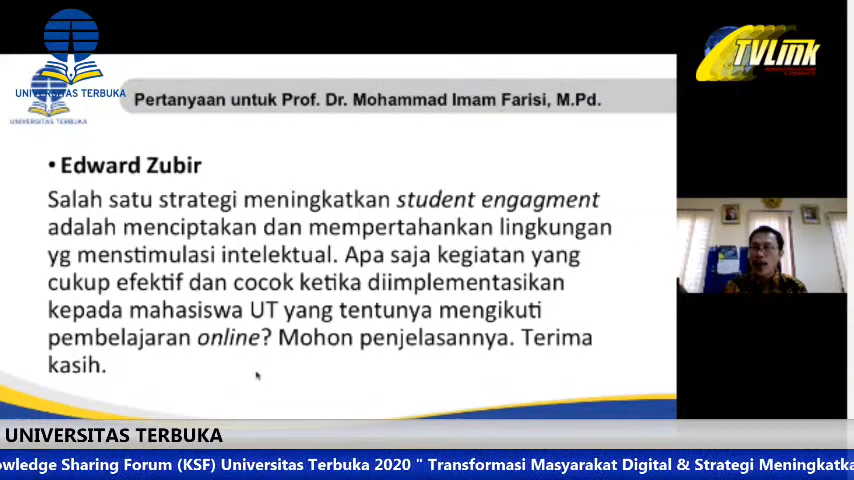 UNIVERSITAS TERBUKA
UNIVERSITAS TERBUKA
TVLink
Pertanyaan untuk Prof. Dr. Mohammad Imam Farisi, M.Pd.
• Edward Zubir
Salah satu strategi meningkatkan student engagment
adalah menciptakan dan mempertahankan lingkungan
yg menstimulasi intelektual. Apa saja kegiatan yang
cukup efektif dan cocok ketika diimplementasikan
kepada mahasiswa UT yang tentunya mengikuti
pembelajaran online? Mohon penjelasannya. Terima
kasih.
UNIVERSITAS TERBUKA
owledge Sharing Forum (KSF) Universitas Terbuka 2020 " Transformasi Masyarakat Digital & Strategi Meningkatka